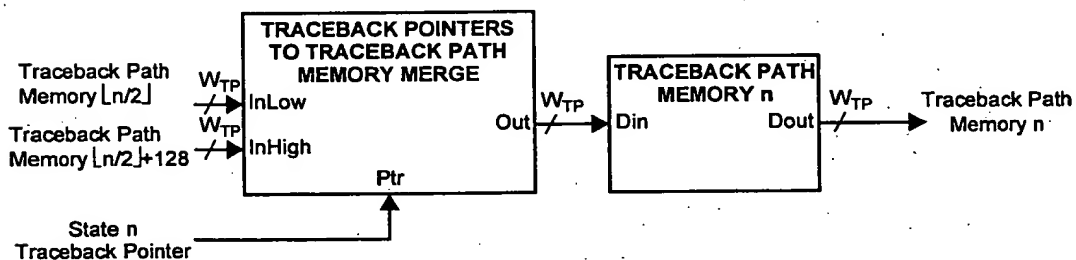 TRACEBACK POINTERS
TO TRACEBACK PATH
MEMORY MERGE
Traceback Path
Memory ⌊n/2⌋
W_TP
InLow
Traceback Path
Memory ⌊n/2⌋+128
W_TP
InHigh
Out
Ptr
State n
Traceback Pointer
W_TP
TRACEBACK PATH
MEMORY n
Din
Dout
W_TP
Traceback Path
Memory n